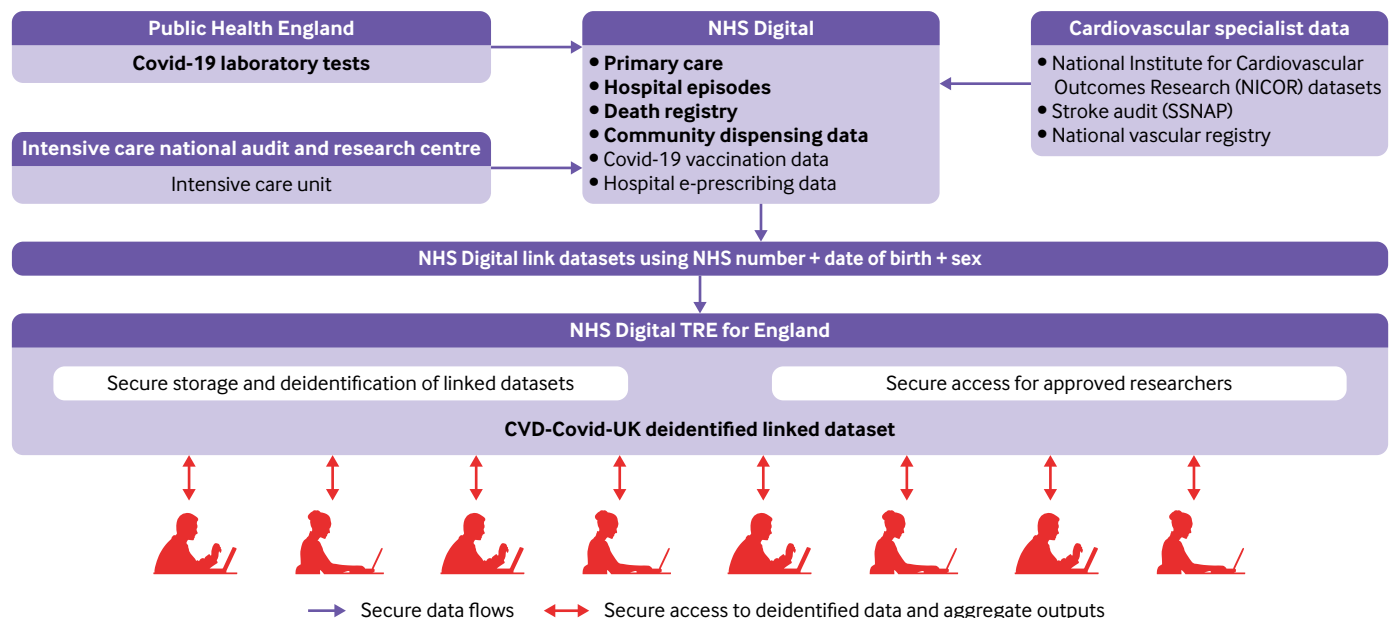 Public Health England
Covid-19 laboratory tests
Intensive care national audit and research centre
Intensive care unit
NHS Digital
• Primary care
• Hospital episodes
• Death registry
• Community dispensing data
• Covid-19 vaccination data
• Hospital e-prescribing data
Cardiovascular specialist data
• National Institute for Cardiovascular
Outcomes Research (NICOR) datasets
• Stroke audit (SSNAP)
• National vascular registry
NHS Digital link datasets using NHS number + date of birth + sex
NHS Digital TRE for England
Secure storage and deidentification of linked datasets
Secure access for approved researchers
CVD-Covid-UK deidentified linked dataset
Secure data flows
Secure access to deidentified data and aggregate outputs